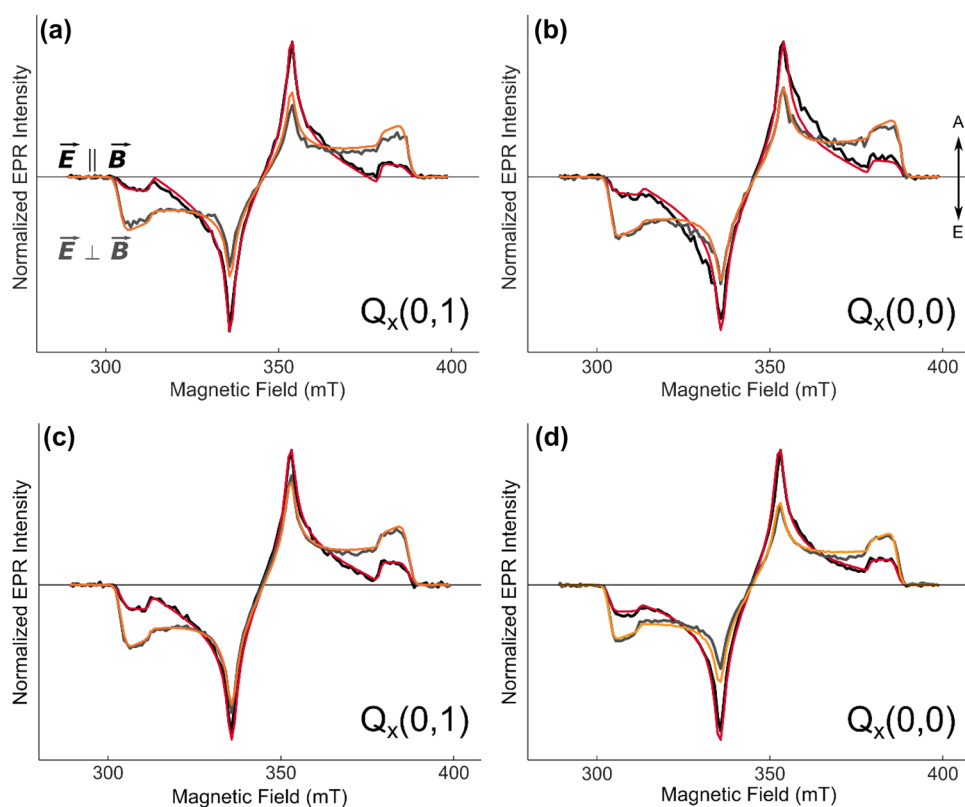 (a)
Normalized EPR Intensity
E ∥ B
E ⊥ B
Qx(0,1)
300
350
400
Magnetic Field (mT)
(b)
Normalized EPR Intensity
A
E
Qx(0,0)
300
350
400
Magnetic Field (mT)
(c)
Normalized EPR Intensity
Qx(0,1)
300
350
400
Magnetic Field (mT)
(d)
Normalized EPR Intensity
Qx(0,0)
300
350
400
Magnetic Field (mT)